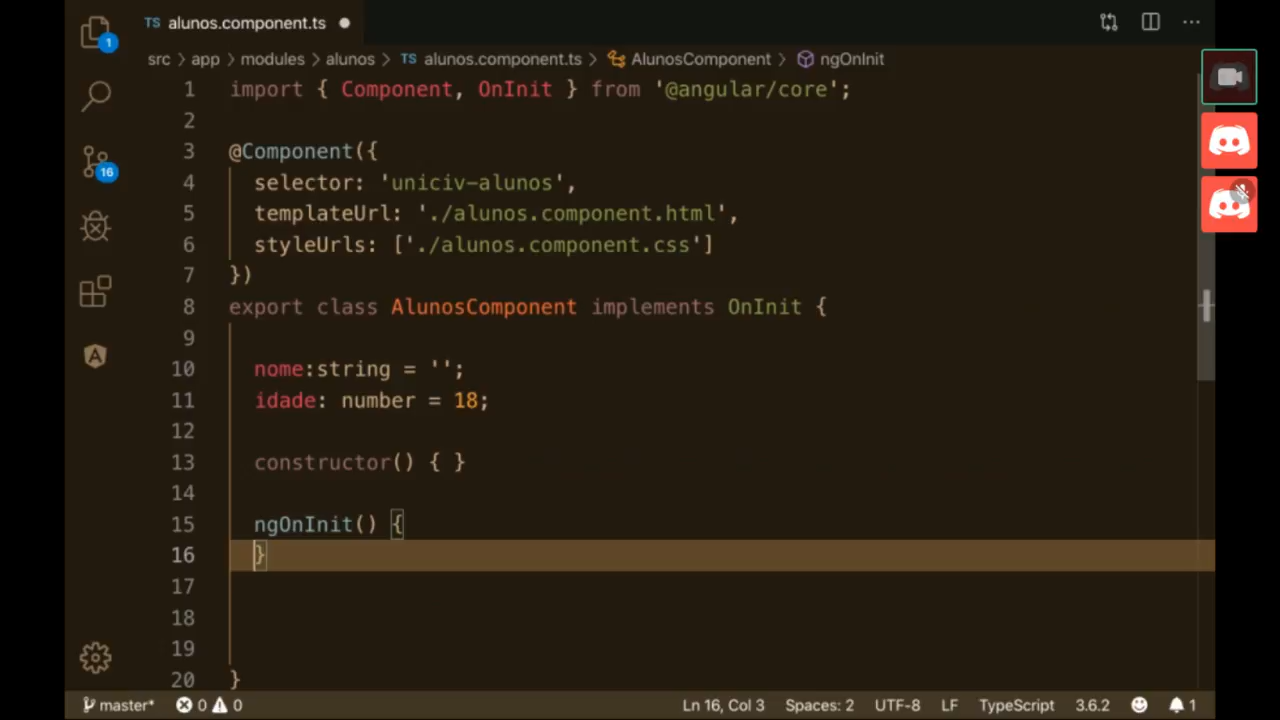 TS alunos.component.ts
1
src > app > modules > alunos > TS alunos.component.ts > AlunosComponent > ngOnInit
1 import { Component, OnInit } from '@angular/core';
2
3 @Component({
16
4 selector: 'uniciv-alunos',
5 templateUrl: './alunos.component.html',
6 styleUrls: ['./alunos.component.css']
7 })
8 export class AlunosComponent implements OnInit {
9
10 nome:string = '';
11 idade: number = 18;
12
13 constructor() { }
14
15 ngOnInit() {
16 }
17
18
19
20 }
master* 0 0 Ln 16, Col 3 Spaces: 2 UTF-8 LF TypeScript 3.6.2 1